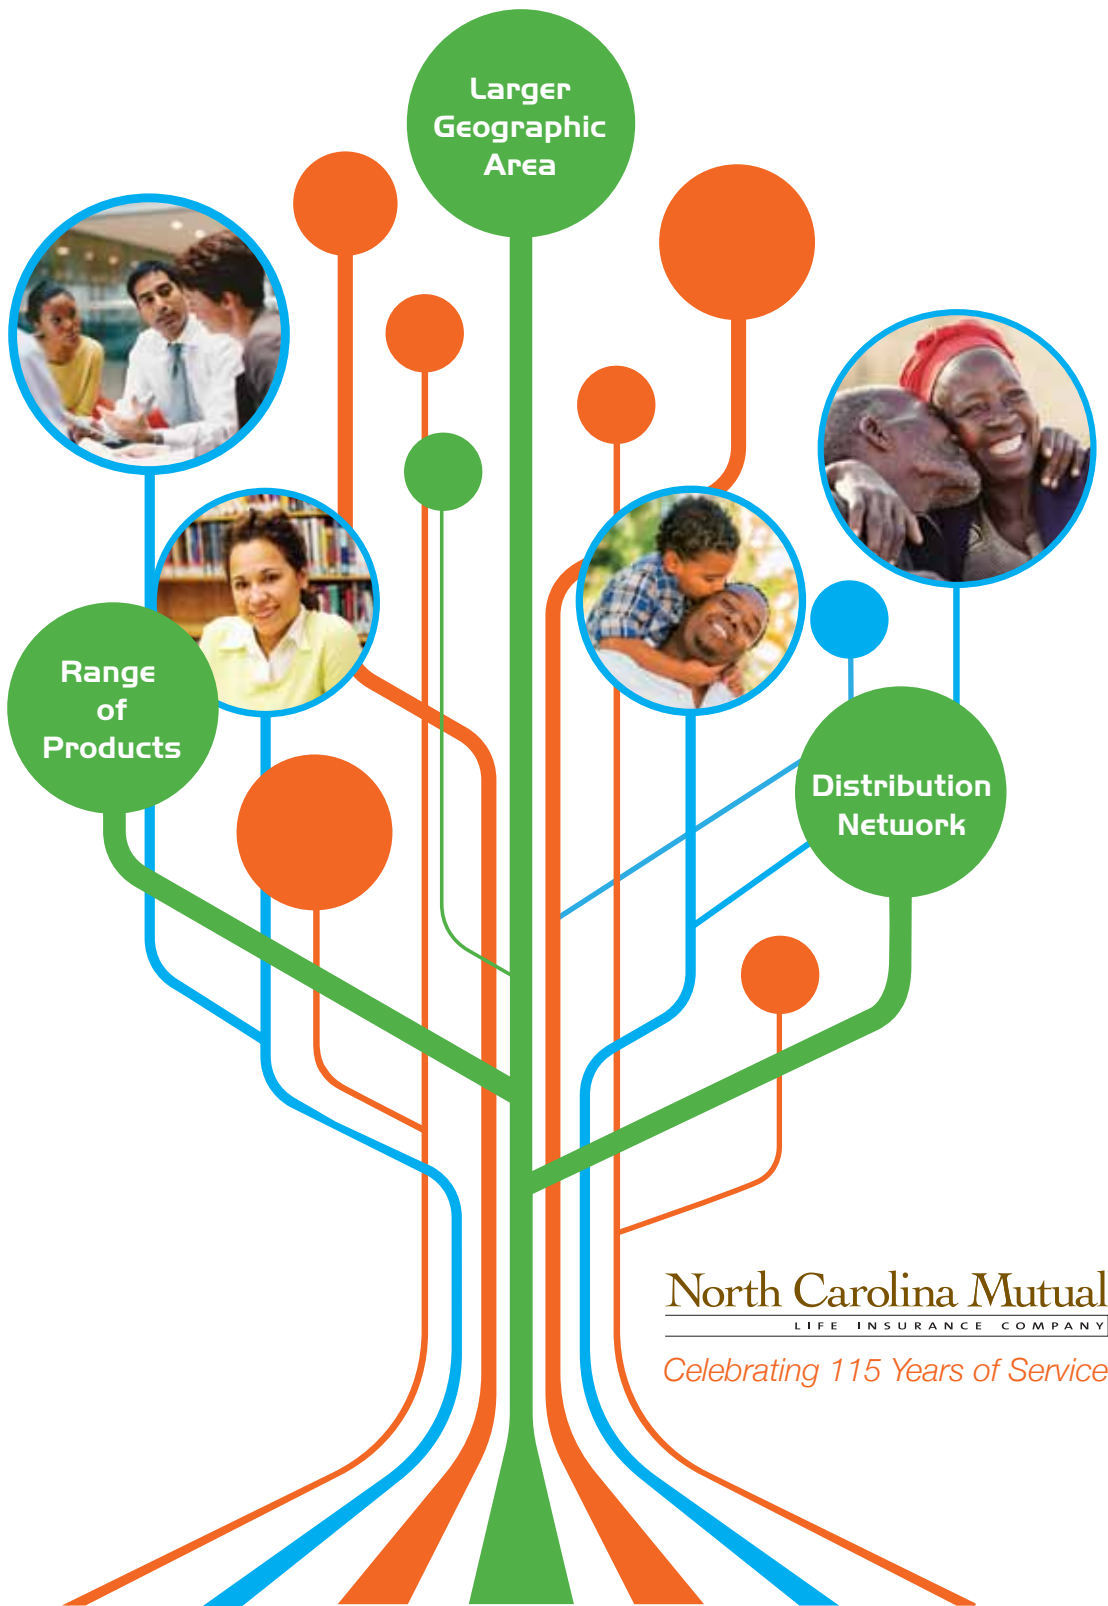 Larger
Geographic
Area
Range
of
Products
Distribution
Network
North Carolina Mutual
LIFE INSURANCE COMPANY
Celebrating 115 Years of Service